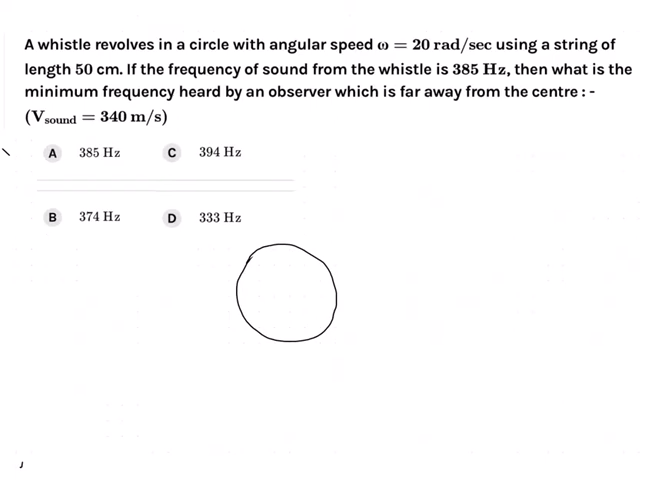 A whistle revolves in a circle with angular speed ω = 20 rad/sec using a string of
length 50 cm. If the frequency of sound from the whistle is 385 Hz, then what is the
minimum frequency heard by an observer which is far away from the centre : -
(Vsound = 340 m/s)
A 385 Hz C 394 Hz
B 374 Hz D 333 Hz